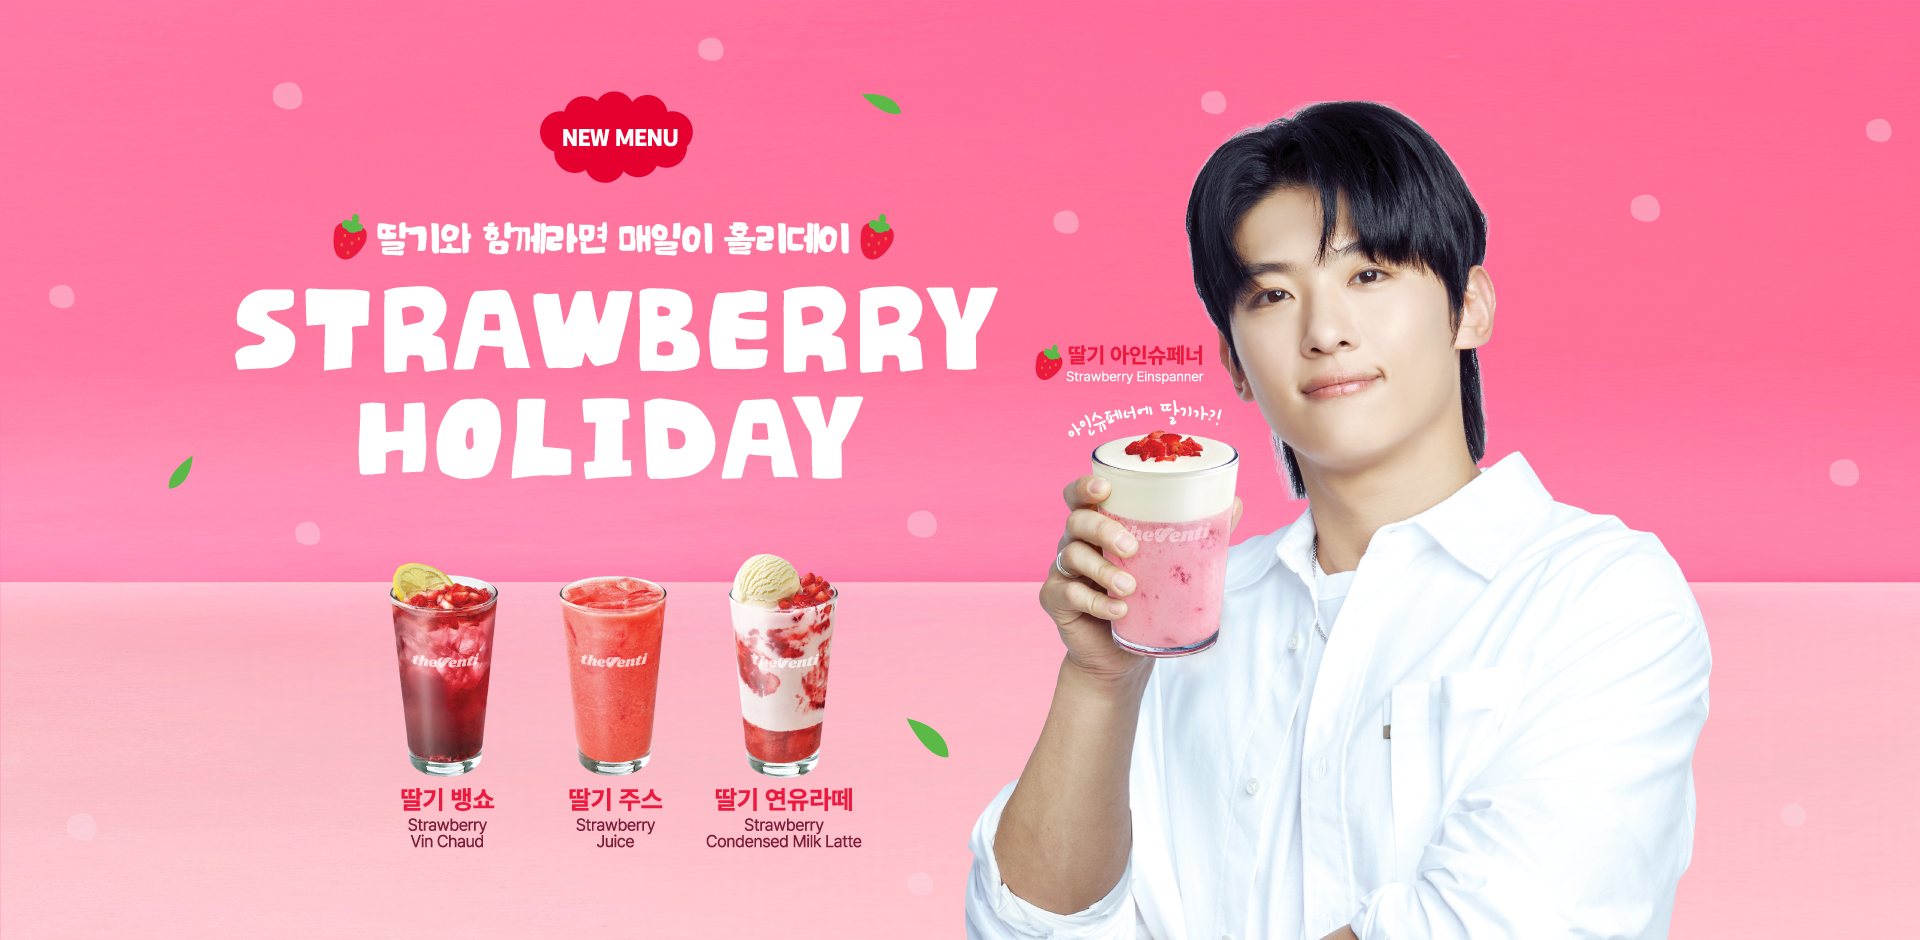 NEW MENU
딸기와 함께라면 매일이 홀리데이
STRAWBERRY
HOLIDAY
딸기 아인슈페너
Strawberry Einspanner
아인슈페너에 딸기가?!
theVenti
theVenti
theVenti
theVenti
딸기 뱅쇼
Strawberry
Vin Chaud
딸기 주스
Strawberry
Juice
딸기 연유라떼
Strawberry
Condensed Milk Latte